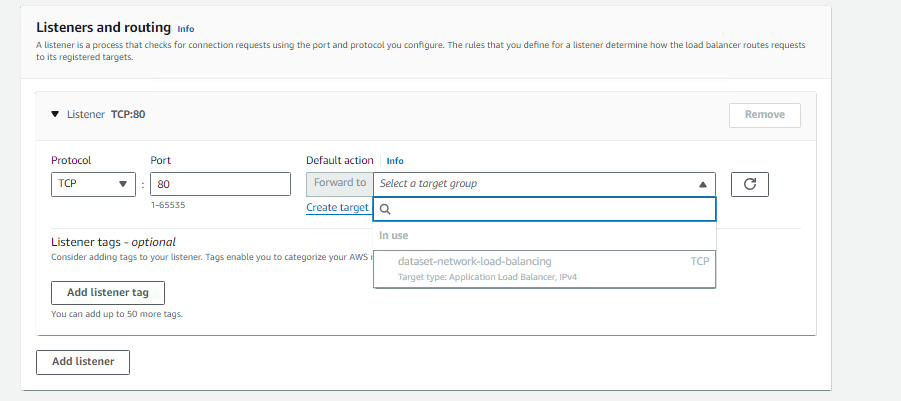 Listeners and routing Info
A listener is a process that checks for connection requests using the port and protocol you configure. The rules that you define for a listener determine how the load balancer routes requests
to its registered targets.
Listener TCP:80
Remove
Protocol
Port
Default action Info
TCP
:
80
Forward to
Select a target group
1-65535
Create target
In use
dataset-network-load-balancing TCP
Target type: Application Load Balancer, IPv4
Listener tags - optional
Consider adding tags to your listener. Tags enable you to categorize your AWS
Add listener tag
You can add up to 50 more tags.
Add listener